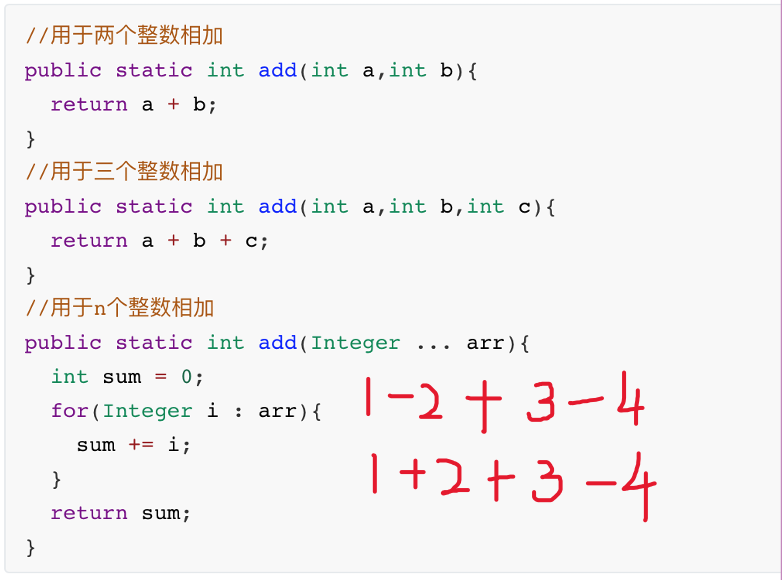 //用于两个整数相加
public static int add(int a,int b){
  return a + b;
}
//用于三个整数相加
public static int add(int a,int b,int c){
  return a + b + c;
}
//用于n个整数相加
public static int add(Integer ... arr){
  int sum = 0;
  for(Integer i : arr){
    sum += i;
  }
  return sum;
}
1-2+3-4
1+2+3-4